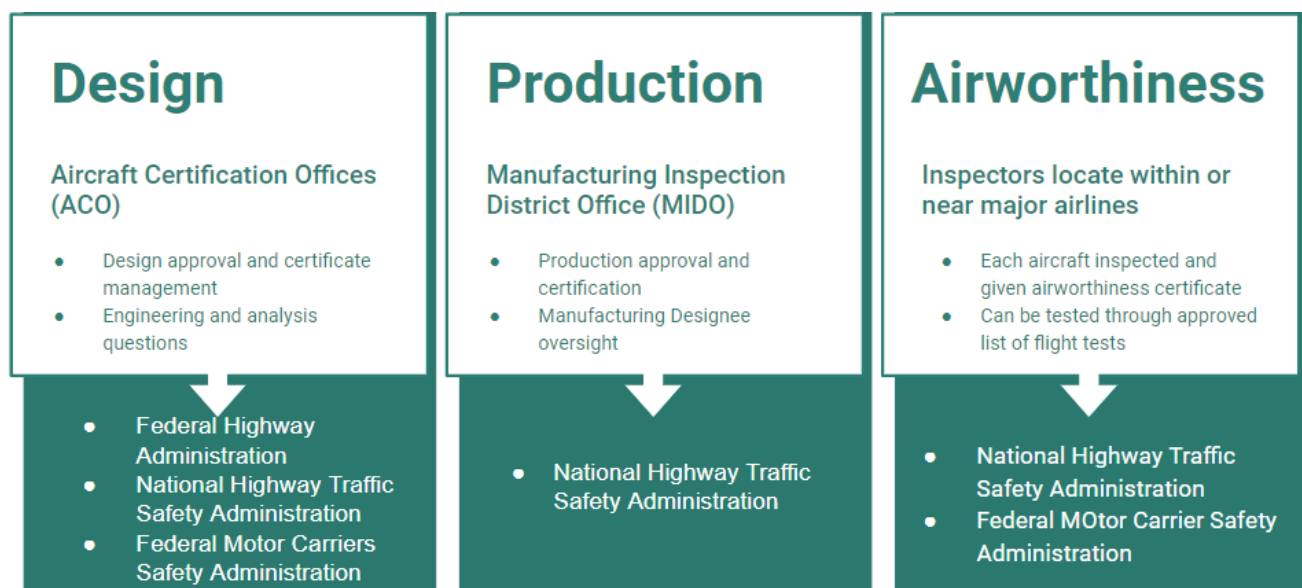 Design
Aircraft Certification Offices
(ACO)
● Design approval and certificate
management
● Engineering and analysis
questions
● Federal Highway
Administration
● National Highway Traffic
Safety Administration
● Federal Motor Carriers
Safety Administration
Production
Manufacturing Inspection
District Office (MIDO)
● Production approval and
certification
● Manufacturing Designee
oversight
● National Highway Traffic
Safety Administration
Airworthiness
Inspectors locate within or
near major airlines
● Each aircraft inspected and
given airworthiness certificate
● Can be tested through approved
list of flight tests
● National Highway Traffic
Safety Administration
● Federal MOtor Carrier Safety
Administration